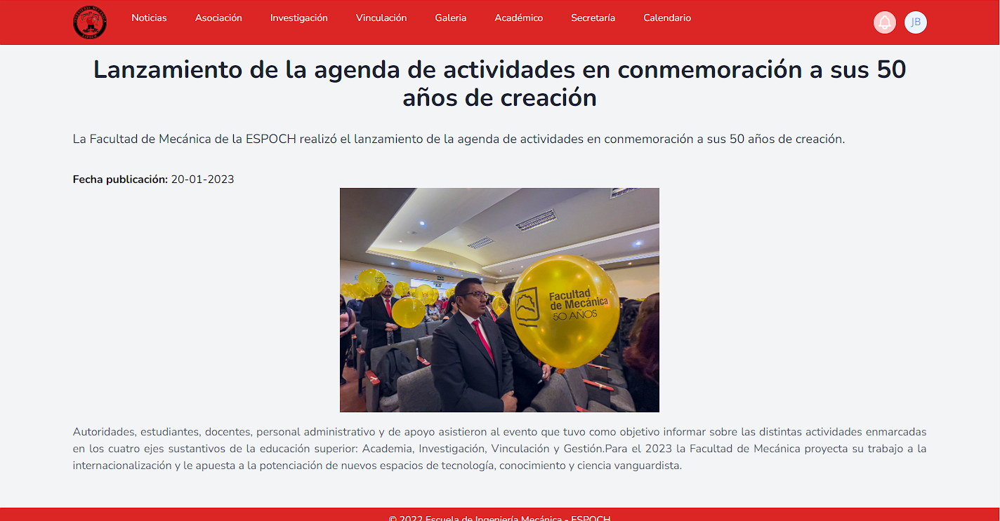 INGENIERÍA MECÁNICA
ESPOCH
Noticias Asociación Investigación Vinculación Galeria Académico Secretaría Calendario
JB
Lanzamiento de la agenda de actividades en conmemoración a sus 50
años de creación
La Facultad de Mecánica de la ESPOCH realizó el lanzamiento de la agenda de actividades en conmemoración a sus 50 años de creación.
Fecha publicación: 20-01-2023
Facultad
de Mecánica
50 AÑOS
Autoridades, estudiantes, docentes, personal administrativo y de apoyo asistieron al evento que tuvo como objetivo informar sobre las distintas actividades enmarcadas
en los cuatro ejes sustantivos de la educación superior: Academia, Investigación, Vinculación y Gestión.Para el 2023 la Facultad de Mecánica proyecta su trabajo a la
internacionalización y le apuesta a la potenciación de nuevos espacios de tecnología, conocimiento y ciencia vanguardista.
© 2022 Escuela de Ingeniería Mecánica - ESPOCH